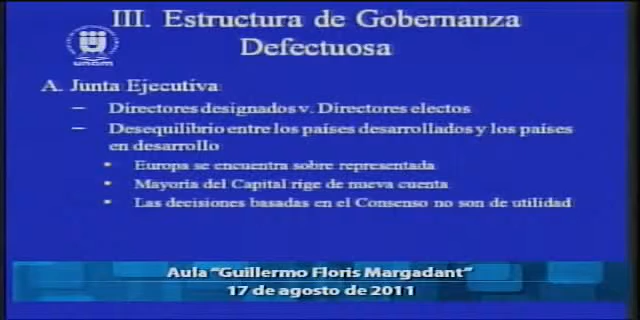 III. Estructura de Gobernanza
Defectuosa
unam
A. Junta Ejecutiva
– Directores designados v. Directores electos
– Desequilibrio entre los países desarrollados y los países
en desarrollo
• Europa se encuentra sobre representada
• Mayoría del Capital rige de nueva cuenta
• Las decisiones basadas en el Consenso no son de utilidad
Aula "Guillermo Floris Margadant"
17 de agosto de 2011